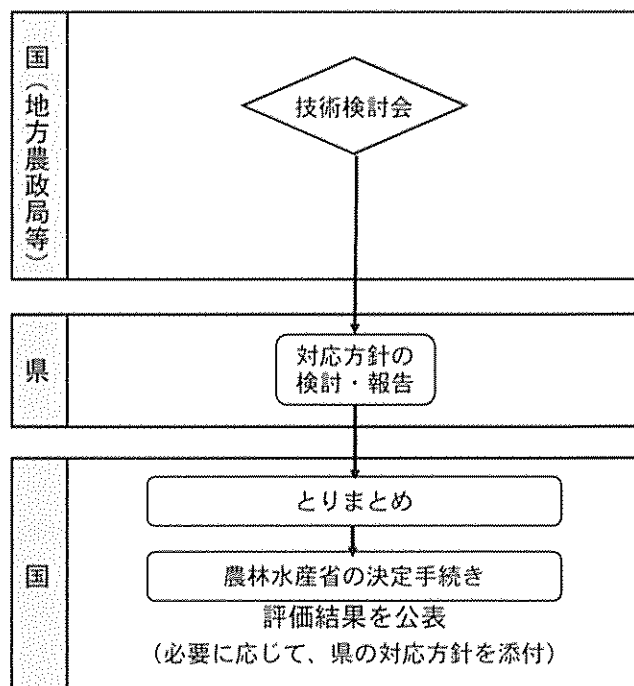 国（地方農政局等）
技術検討会
県
対応方針の
検討・報告
国
とりまとめ
農林水産省の決定手続き
評価結果を公表
（必要に応じて、県の対応方針を添付）